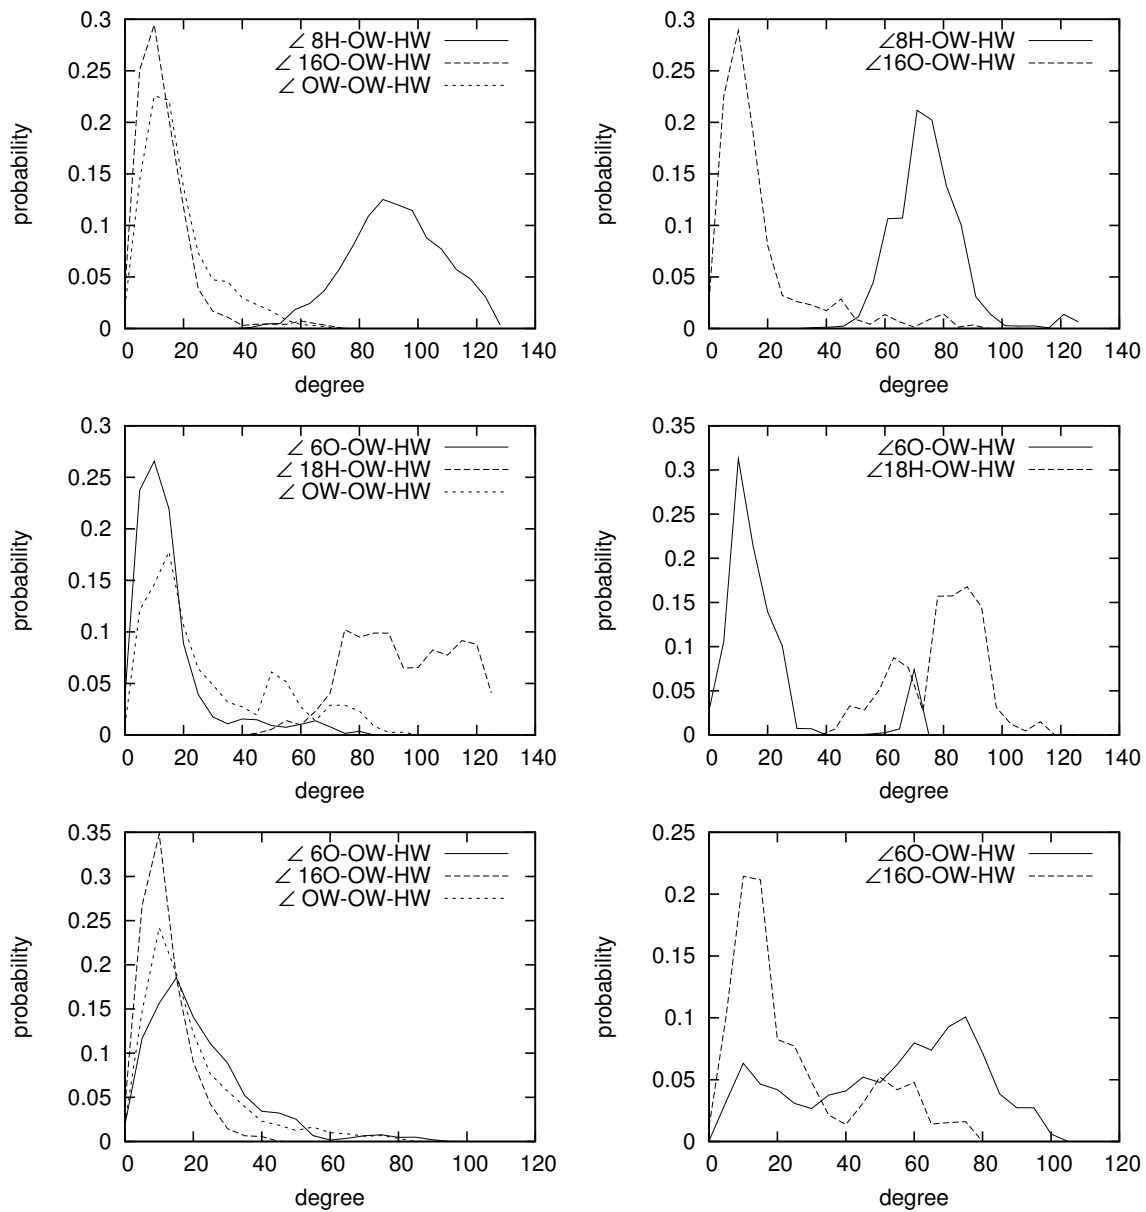 0.3
0.25
0.2
0.15
0.1
0.05
0
probability
∠ 8H-OW-HW
∠ 16O-OW-HW
∠ OW-OW-HW
0 20 40 60 80 100 120 140
degree
0.3
0.25
0.2
0.15
0.1
0.05
0
probability
∠8H-OW-HW
∠16O-OW-HW
0 20 40 60 80 100 120 140
degree
0.3
0.25
0.2
0.15
0.1
0.05
0
probability
∠ 6O-OW-HW
∠ 18H-OW-HW
∠ OW-OW-HW
0 20 40 60 80 100 120 140
degree
0.35
0.3
0.25
0.2
0.15
0.1
0.05
0
probability
∠6O-OW-HW
∠18H-OW-HW
0 20 40 60 80 100 120 140
degree
0.35
0.3
0.25
0.2
0.15
0.1
0.05
0
probability
∠ 6O-OW-HW
∠ 16O-OW-HW
∠ OW-OW-HW
0 20 40 60 80 100 120
degree
0.25
0.2
0.15
0.1
0.05
0
probability
∠6O-OW-HW
∠16O-OW-HW
0 20 40 60 80 100 120
degree